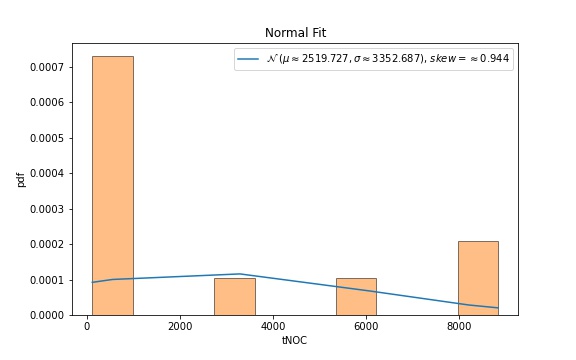 Normal Fit
𝒩(μ ≈ 2519.727, σ ≈ 3352.687), skew = ≈ 0.944
pdf
0.0007
0.0006
0.0005
0.0004
0.0003
0.0002
0.0001
0.0000
0 2000 4000 6000 8000
tNOC